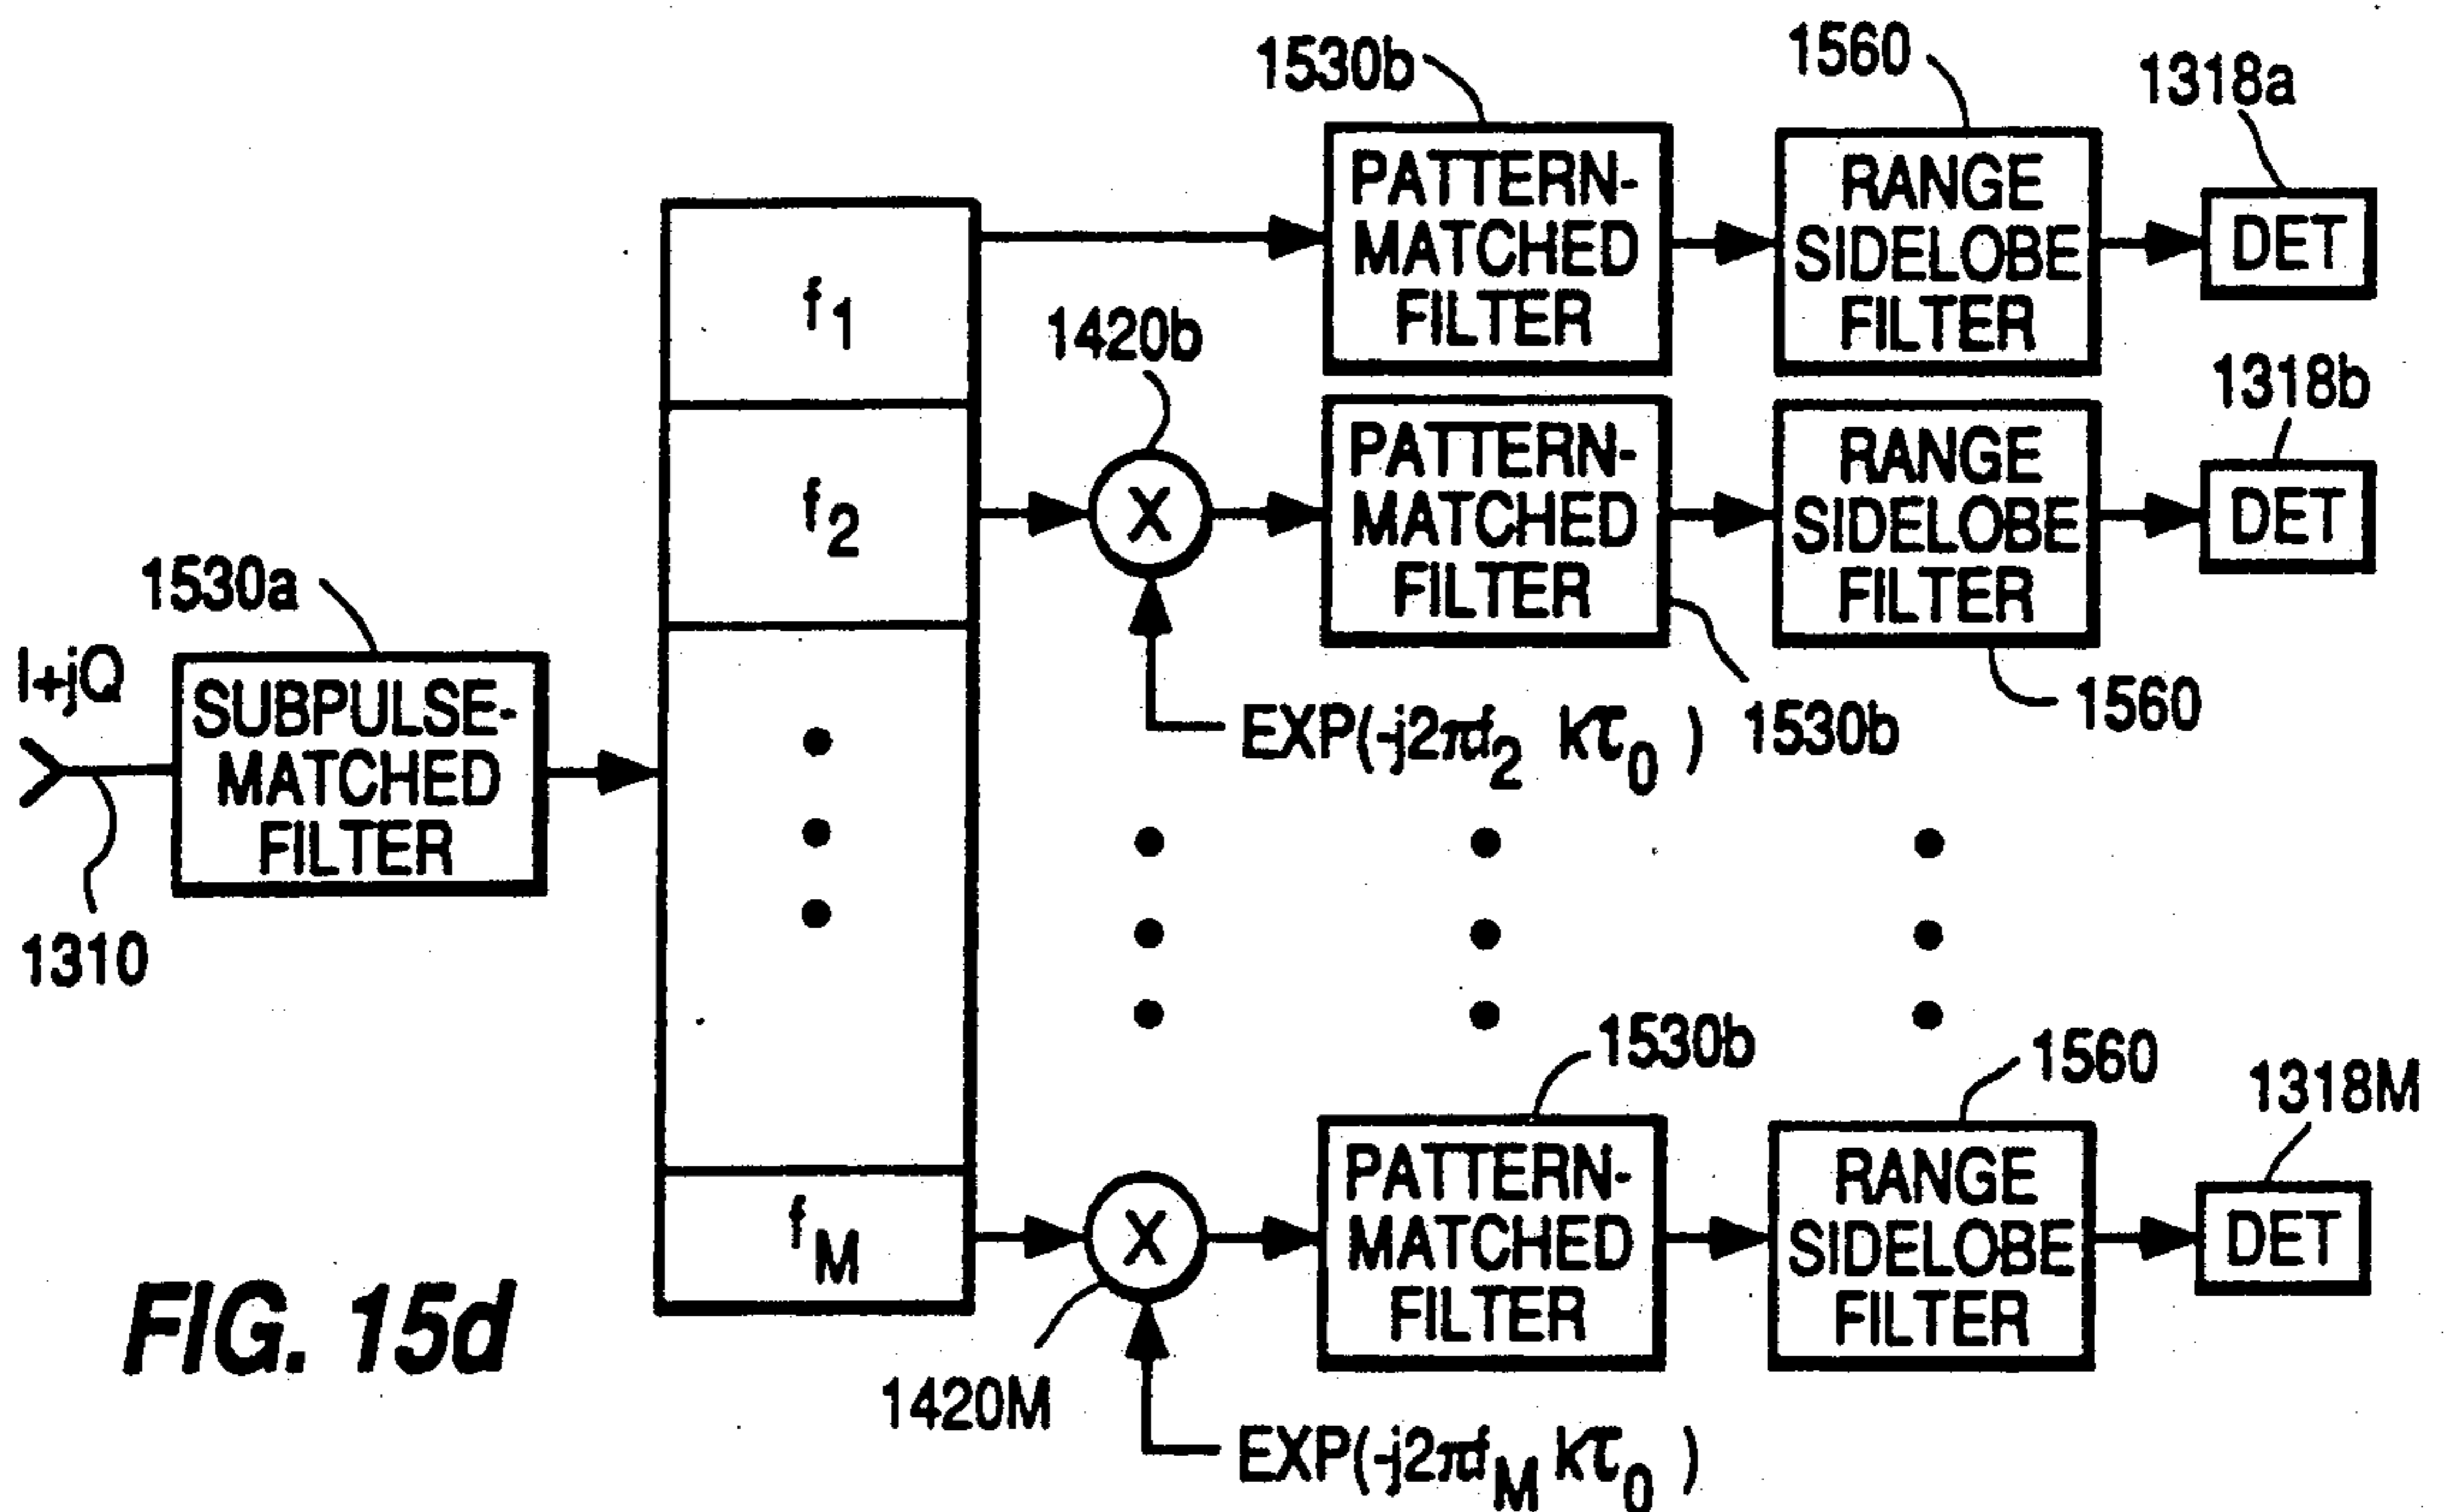 1530b
1560
1318a
PATTERN-
MATCHED
FILTER
RANGE
SIDELOBE
FILTER
DET
f1
1420b
1318b
f2
X
PATTERN-
MATCHED
FILTER
RANGE
SIDELOBE
FILTER
DET
1530a
I+jQ
SUBPULSE-
MATCHED
FILTER
1310
EXP(-j2πf2 Kτ0 )
1530b
1560
1530b
1560
1318M
fM
X
PATTERN-
MATCHED
FILTER
RANGE
SIDELOBE
FILTER
DET
1420M
EXP(-j2πfM Kτ0 )
FIG. 15d